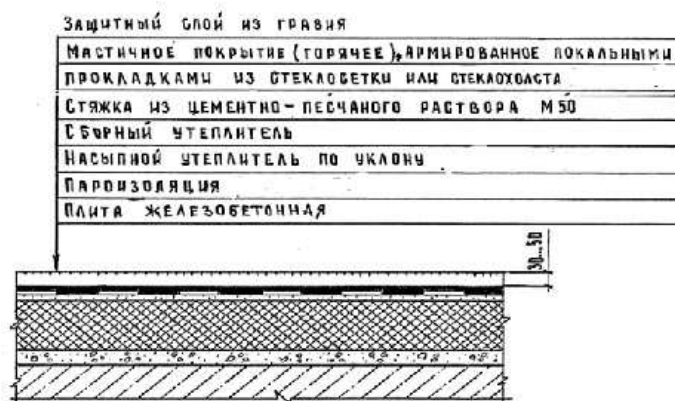 ЗАЩИТНЫЙ СЛОЙ ИЗ ГРАВИЯ
МАСТИЧНОЕ ПОКРЫТИЕ (ГОРЯЧЕЕ), АРМИРОВАННОЕ ЛОКАЛЬНЫМИ
ПРОКЛАДКАМИ ИЗ СТЕКЛОСЕТКИ ИЛИ СТЕКЛОХОЛСТА
СТЯЖКА ИЗ ЦЕМЕНТНО-ПЕСЧАНОГО РАСТВОРА М50
СБОРНЫЙ УТЕПЛИТЕЛЬ
НАСЫПНОЙ УТЕПЛИТЕЛЬ ПО УКЛОНУ
ПАРОИЗОЛЯЦИЯ
ПЛИТА ЖЕЛЕЗОБЕТОННАЯ
30...50